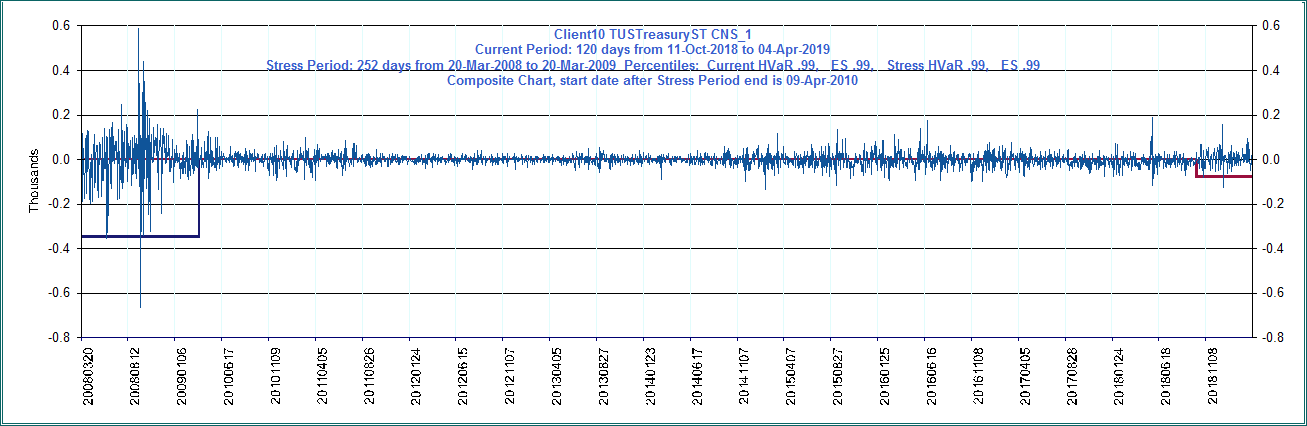 Client10 TUSTreasuryST CNS_1
Current Period: 120 days from 11-Oct-2018 to 04-Apr-2019
Stress Period: 252 days from 20-Mar-2008 to 20-Mar-2009 Percentiles: Current HVaR .99, ES .99, Stress HVaR .99, ES .99
Composite Chart, start date after Stress Period end is 09-Apr-2010
Thousands
0.6 0.6
0.4 0.4
0.2 0.2
0.0 0.0
-0.2 -0.2
-0.4 -0.4
-0.6 -0.6
-0.8 -0.8
20080320 20080812 20090106 20100617 20101109 20110405 20110826 20120124 20120615 20121107 20130405 20130827 20140123 20140617 20141107 20150407 20150827 20160125 20160616 20161108 20170405 20170828 20180124 20180618 20181108